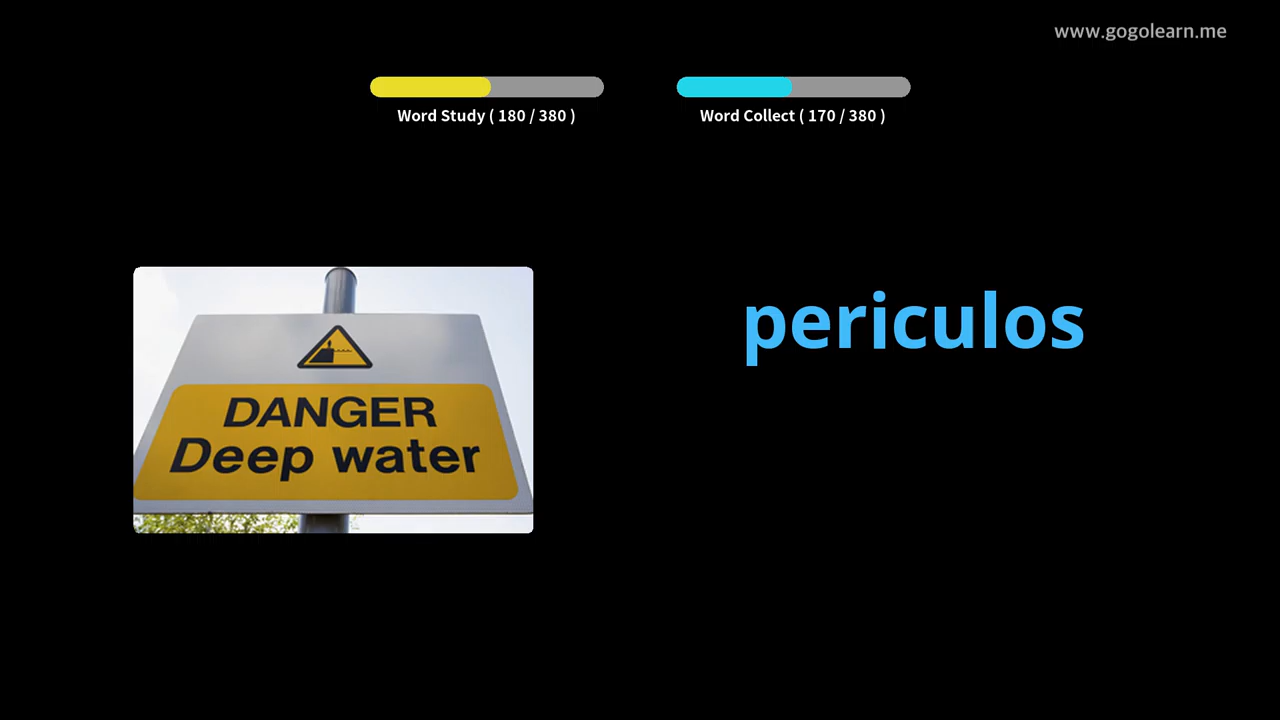 www.gogolearn.me
Word Study ( 180 / 380 )
Word Collect ( 170 / 380 )
periculos
DANGER
Deep water